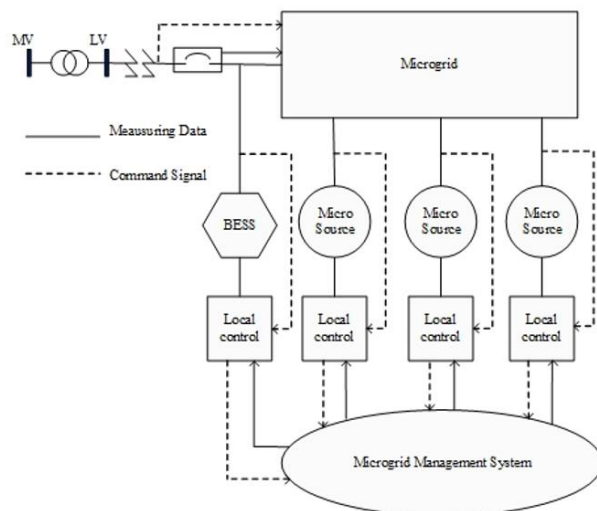 MV
LV
Microgrid
Meausuring Data
Command Signal
BESS
Micro
Source
Micro
Source
Micro
Source
Local
control
Local
control
Local
control
Local
control
Microgrid Management System